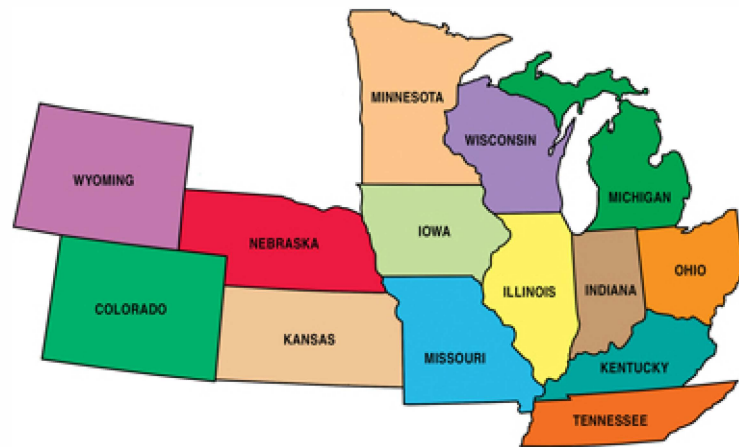 MINNESOTA
WISCONSIN
WYOMING
MICHIGAN
IOWA
NEBRASKA
OHIO
ILLINOIS
INDIANA
COLORADO
KANSAS
MISSOURI
KENTUCKY
TENNESSEE